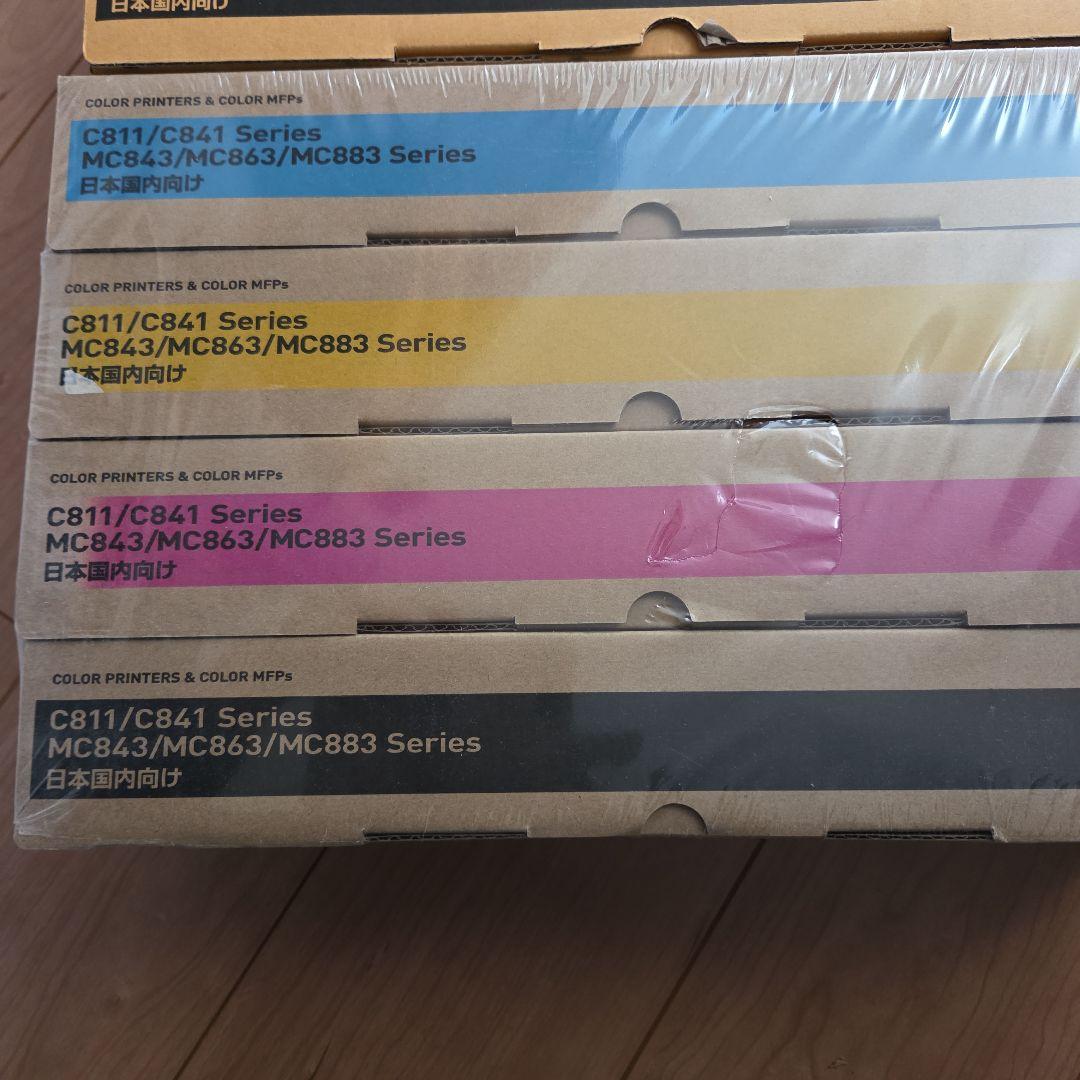 日本国内向け
COLOR PRINTERS & COLOR MFPs
C811/C841 Series
MC843/MC863/MC883 Series
日本国内向け
COLOR PRINTERS & COLOR MFPs
C811/C841 Series
MC843/MC863/MC883 Series
日本国内向け
COLOR PRINTERS & COLOR MFPs
C811/C841 Series
MC843/MC863/MC883 Series
日本国内向け
COLOR PRINTERS & COLOR MFPs
C811/C841 Series
MC843/MC863/MC883 Series
日本国内向け